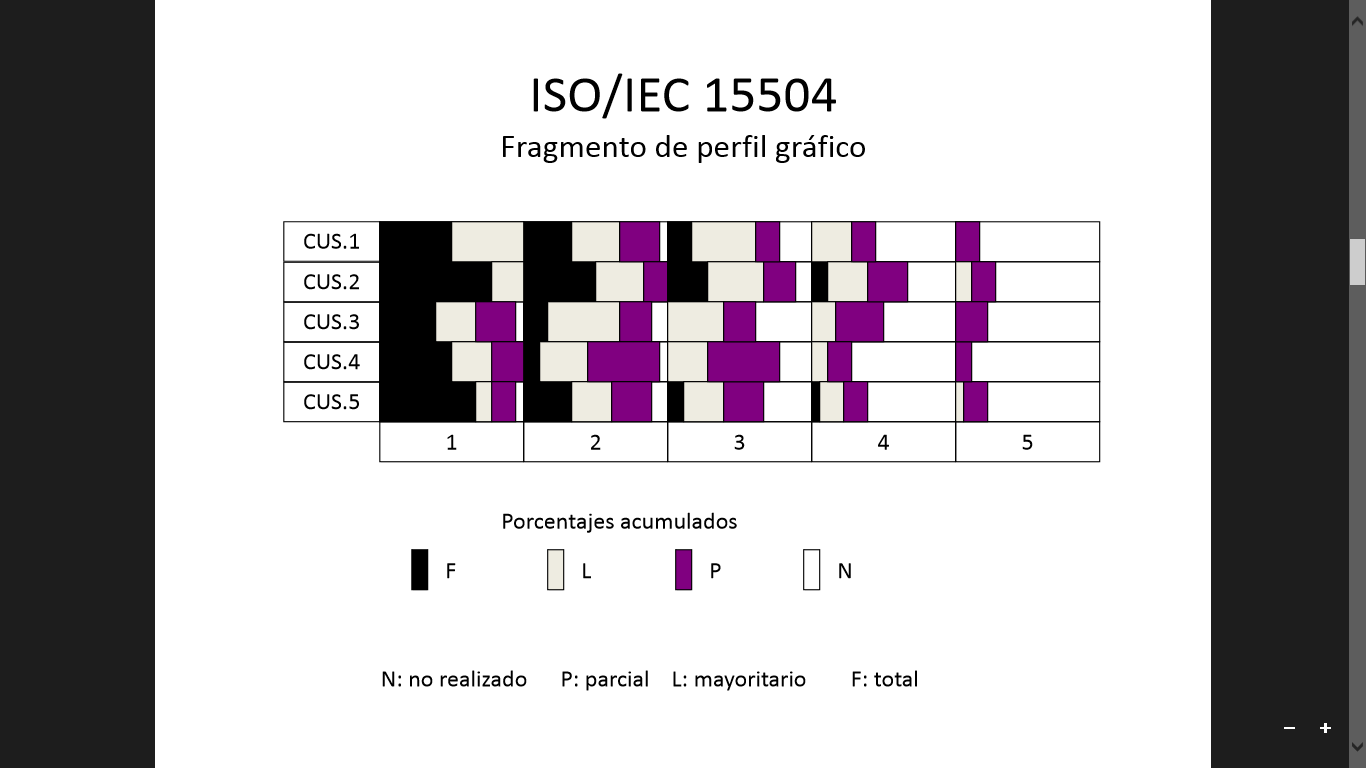 ISO/IEC 15504
Fragmento de perfil gráfico
CUS.1
CUS.2
CUS.3
CUS.4
CUS.5
1 2 3 4 5
Porcentajes acumulados
F L P N
N: no realizado P: parcial L: mayoritario F: total